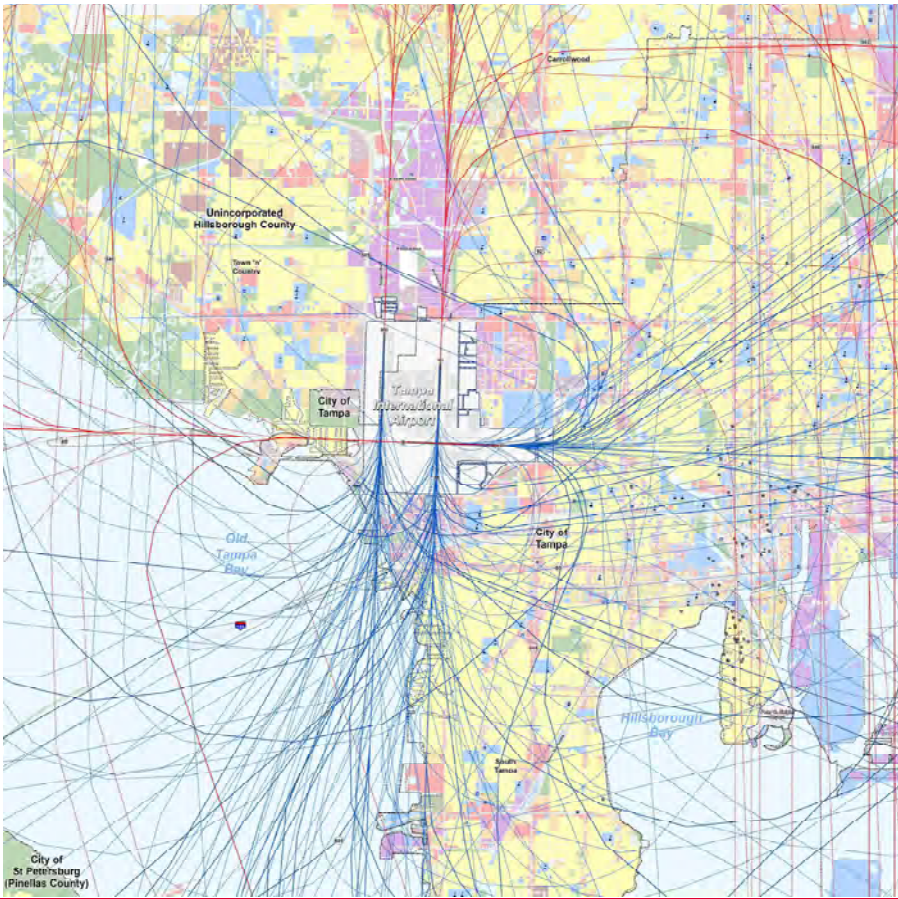 Carrollwood
Unincorporated
Hillsborough County
Town 'n'
Country
City of
Tampa
Tampa
International
Airport
Old
Tampa
Bay
City of
Tampa
Hillsborough
Bay
South
Tampa
City of
St Petersburg
(Pinellas County)